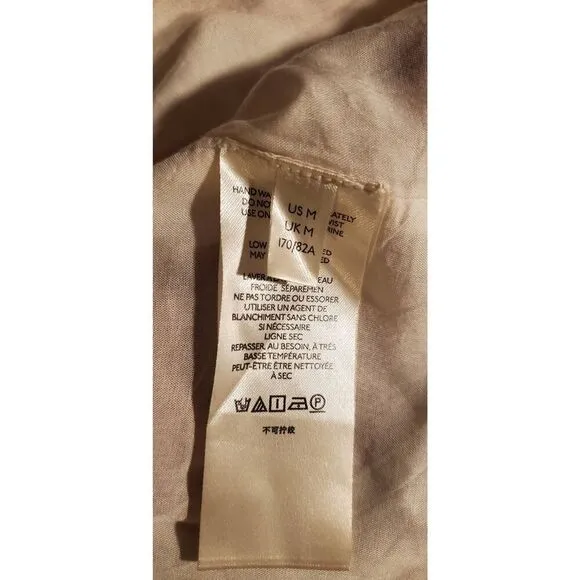 HAND WA
ATELY
DO NO
IST
USE ON
RINE
US M
UK M
170/82A
LOW
ED
MAY
ED
LAVER À
EAU
FROIDE SÉPAREMEN
NE PAS TORDRE OU ESSORER
UTILISER UN AGENT DE
BLANCHIMENT SANS CHLORE
SI NÉCESSAIRE
LIGNE SEC
REPASSER, AU BESOIN, À TRÈS
BASSE TEMPÉRATURE
PEUT-ÊTRE ÊTRE NETTOYÉE
À SEC
P
不可拧绞